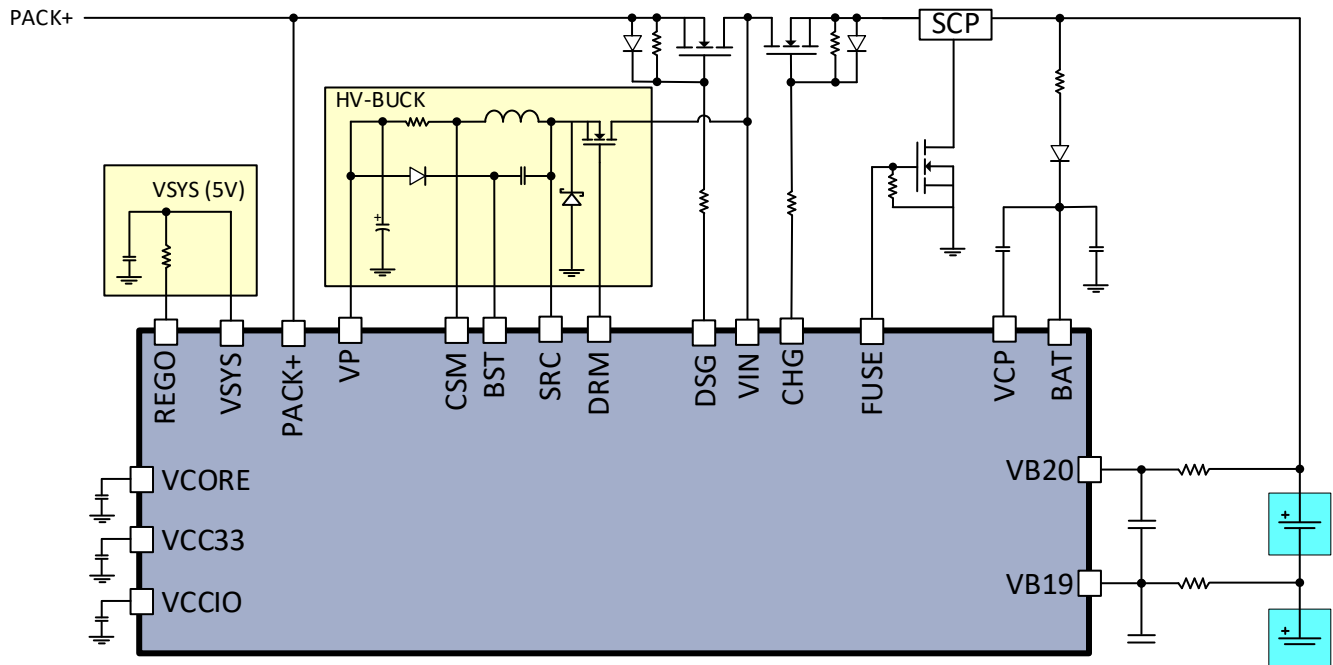 PACK+
SCP
HV-BUCK
VSYS (5V)
+
REGO
VSYS
PACK+
VP
CSM
BST
SRC
DRM
DSG
VIN
CHG
FUSE
VCP
BAT
VCORE
VB20
+
VCC33
VB19
VCCIO
+